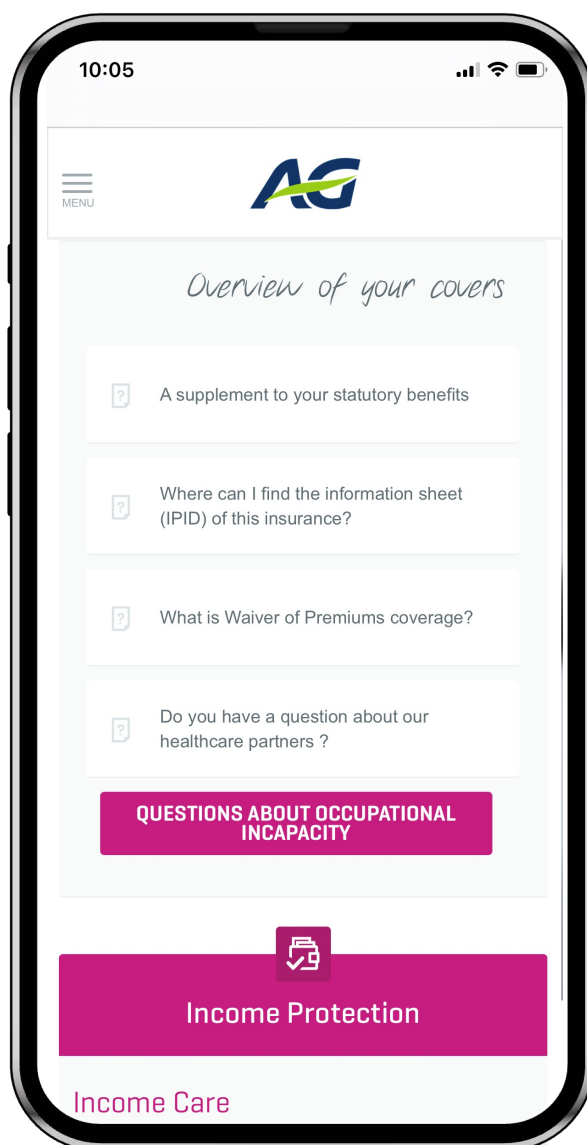 10:05
MENU
AG
Overview of your covers
A supplement to your statutory benefits
Where can I find the information sheet
(IPID) of this insurance?
What is Waiver of Premiums coverage?
Do you have a question about our
healthcare partners ?
QUESTIONS ABOUT OCCUPATIONAL
INCAPACITY
Income Protection
Income Care